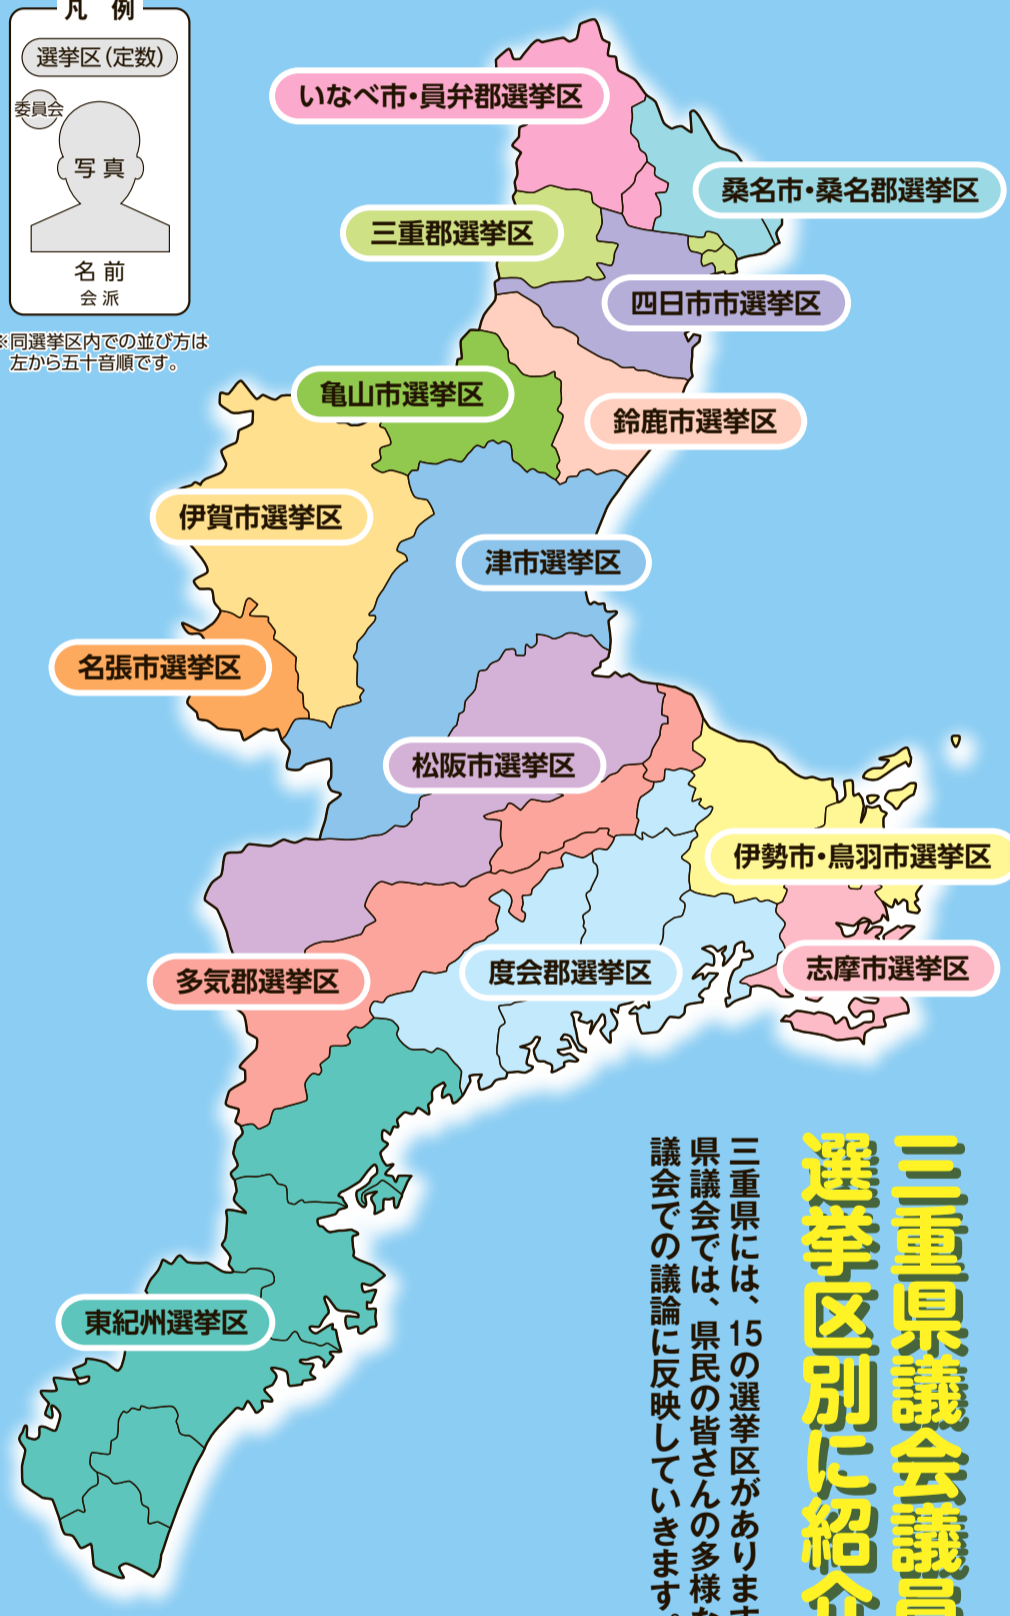 凡 例
選挙区(定数)
委員会
写 真
名 前
会 派
※同選挙区内での並び方は
左から五十音順です。
いなべ市・員弁郡選挙区
桑名市・桑名郡選挙区
三重郡選挙区
四日市市選挙区
亀山市選挙区
鈴鹿市選挙区
伊賀市選挙区
津市選挙区
名張市選挙区
松阪市選挙区
伊勢市・鳥羽市選挙区
多気郡選挙区
度会郡選挙区
志摩市選挙区
東紀州選挙区
三重県議会議員
選挙区別に紹介
三重県には、15の選挙区があります
県議会では、県民の皆さんの多様な
議会での議論に反映していきます。